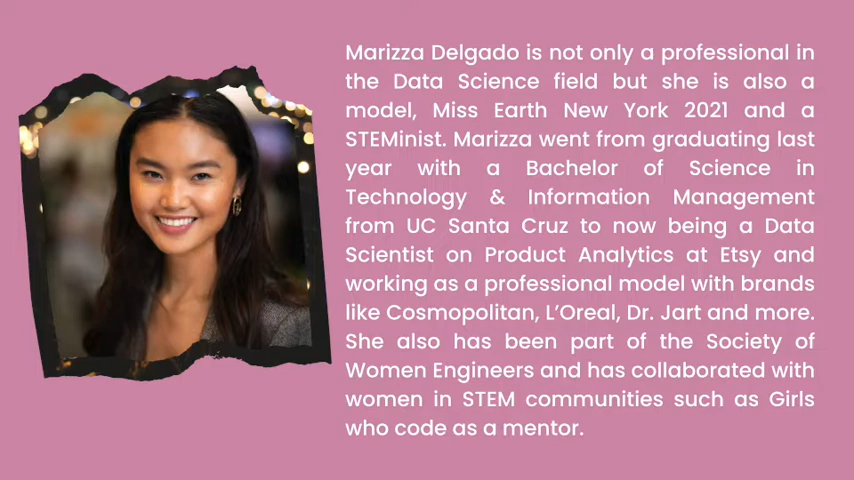 Marizza Delgado is not only a professional in
the Data Science field but she is also a
model, Miss Earth New York 2021 and a
STEMinist. Marizza went from graduating last
year with a Bachelor of Science in
Technology & Information Management
from UC Santa Cruz to now being a Data
Scientist on Product Analytics at Etsy and
working as a professional model with brands
like Cosmopolitan, L’Oreal, Dr. Jart and more.
She also has been part of the Society of
Women Engineers and has collaborated with
women in STEM communities such as Girls
who code as a mentor.